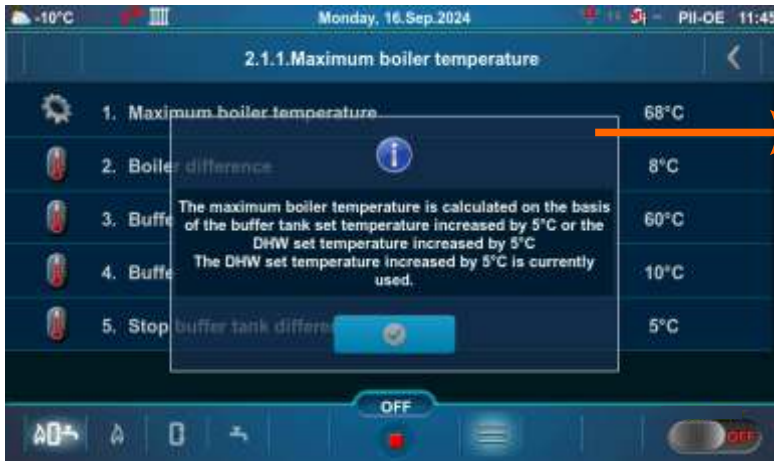 -10°C
Monday, 16.Sep.2024
PII-OE
11:45
2.1.1.Maximum boiler temperature
1. Maximum boiler temperature 68°C
2. Boiler difference 8°C
3. Buffe 60°C
4. Buffe 10°C
5. Stop buffer tank differe 5°C
The maximum boiler temperature is calculated on the basis
of the buffer tank set temperature increased by 5°C or the
DHW set temperature increased by 5°C
The DHW set temperature increased by 5°C is currently
used.
OFF
OFF